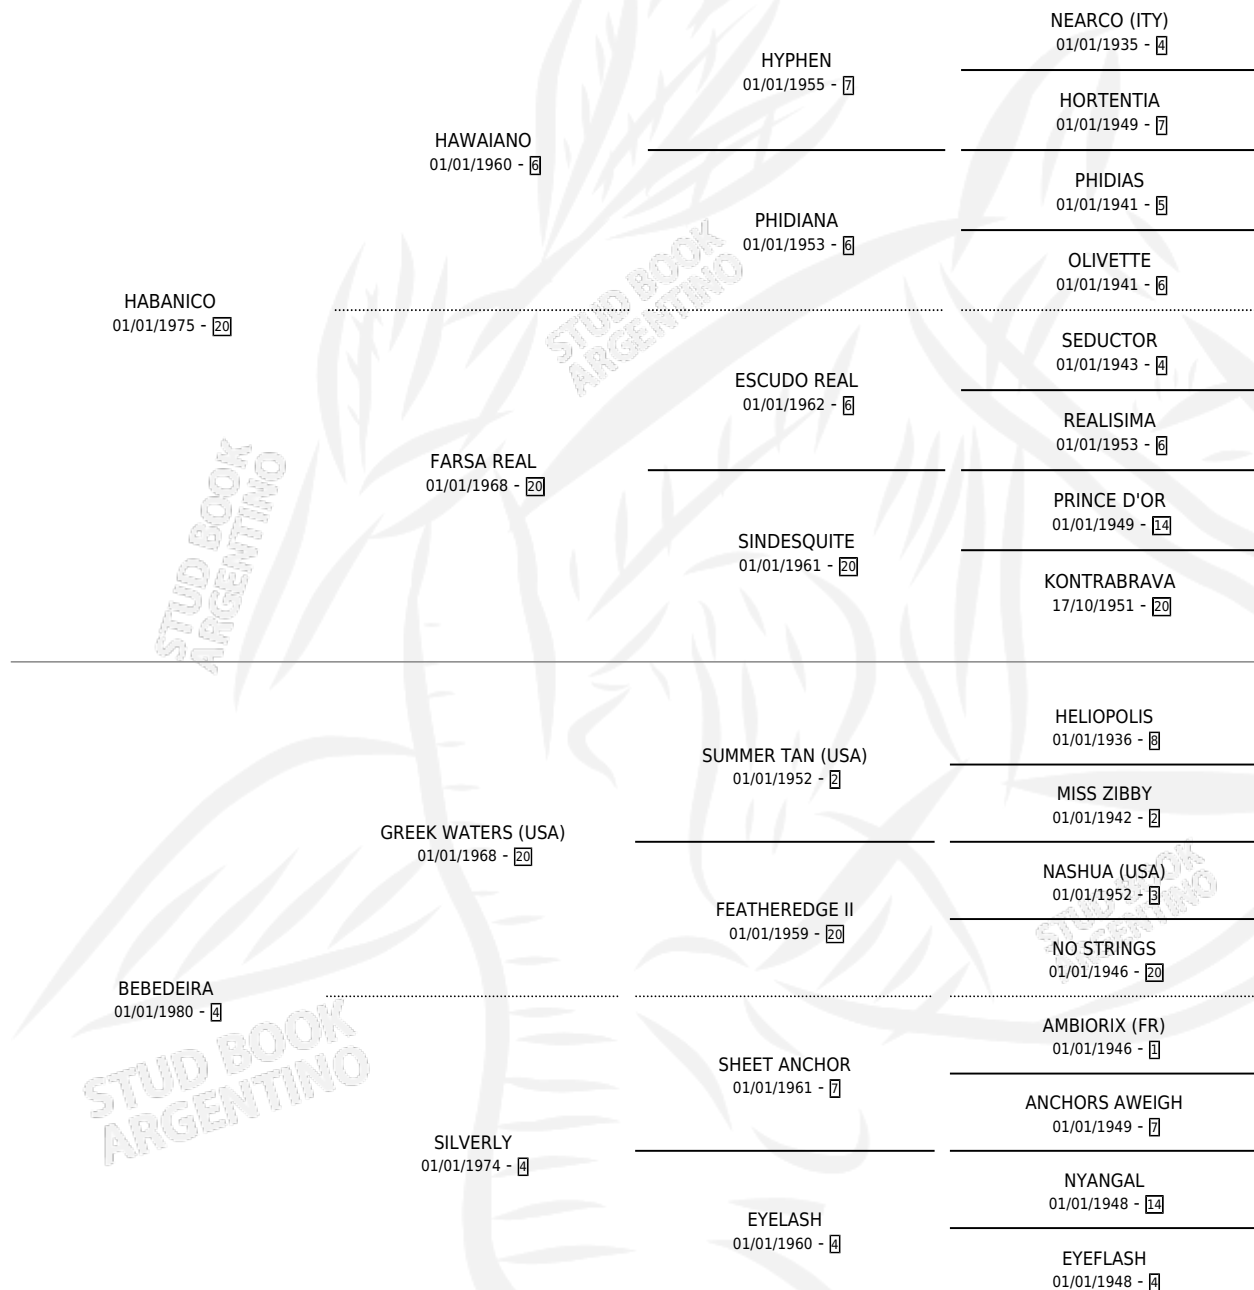 HABANICO
01/01/1975 - 20
HAWAIANO
01/01/1960 - 6
FARSA REAL
01/01/1968 - 20
HYPHEN
01/01/1955 - 7
PHIDIANA
01/01/1953 - 6
ESCUDO REAL
01/01/1962 - 6
SINDESQUITE
01/01/1961 - 20
NEARCO (ITY)
01/01/1935 - 4
HORTENTIA
01/01/1949 - 7
PHIDIAS
01/01/1941 - 5
OLIVETTE
01/01/1941 - 6
SEDUCTOR
01/01/1943 - 4
REALISIMA
01/01/1953 - 6
PRINCE D'OR
01/01/1949 - 14
KONTRABRAVA
17/10/1951 - 20
STUD BOOK
ARGENTINO
STUD BOOK
ARGENTINO
BEBEDEIRA
01/01/1980 - 4
GREEK WATERS (USA)
01/01/1968 - 20
SILVERLY
01/01/1974 - 4
SUMMER TAN (USA)
01/01/1952 - 2
FEATHEREDGE II
01/01/1959 - 20
SHEET ANCHOR
01/01/1961 - 7
EYELASH
01/01/1960 - 4
HELIOPOLIS
01/01/1936 - 8
MISS ZIBBY
01/01/1942 - 2
NASHUA (USA)
01/01/1952 - 3
NO STRINGS
01/01/1946 - 20
AMBIORIX (FR)
01/01/1946 - 1
ANCHORS AWEIGH
01/01/1949 - 7
NYANGAL
01/01/1948 - 14
EYEFLASH
01/01/1948 - 4
STUD BOOK
ARGENTINO
STUD BOOK
ARGENTINO